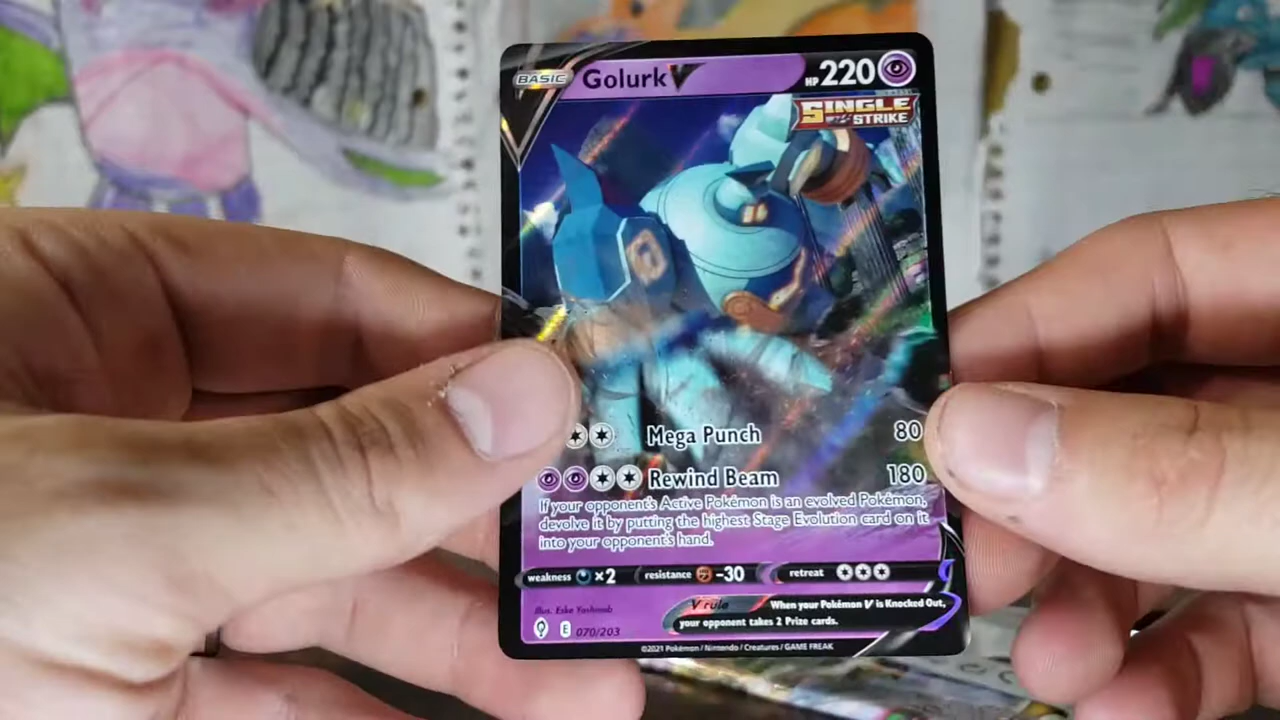 BASIC Golurk V HP 220
SINGLE
STRIKE
Mega Punch 80
Rewind Beam 180
If your opponent's Active Pokémon is an evolved Pokémon,
devolve it by putting the highest Stage Evolution card on it
into your opponent's hand.
weakness ×2 resistance -30 retreat
Illus. Eske Yoshinob
V rule When your Pokémon V is Knocked Out,
your opponent takes 2 Prize cards.
E 070/203
©2021 Pokémon / Nintendo / Creatures / GAME FREAK